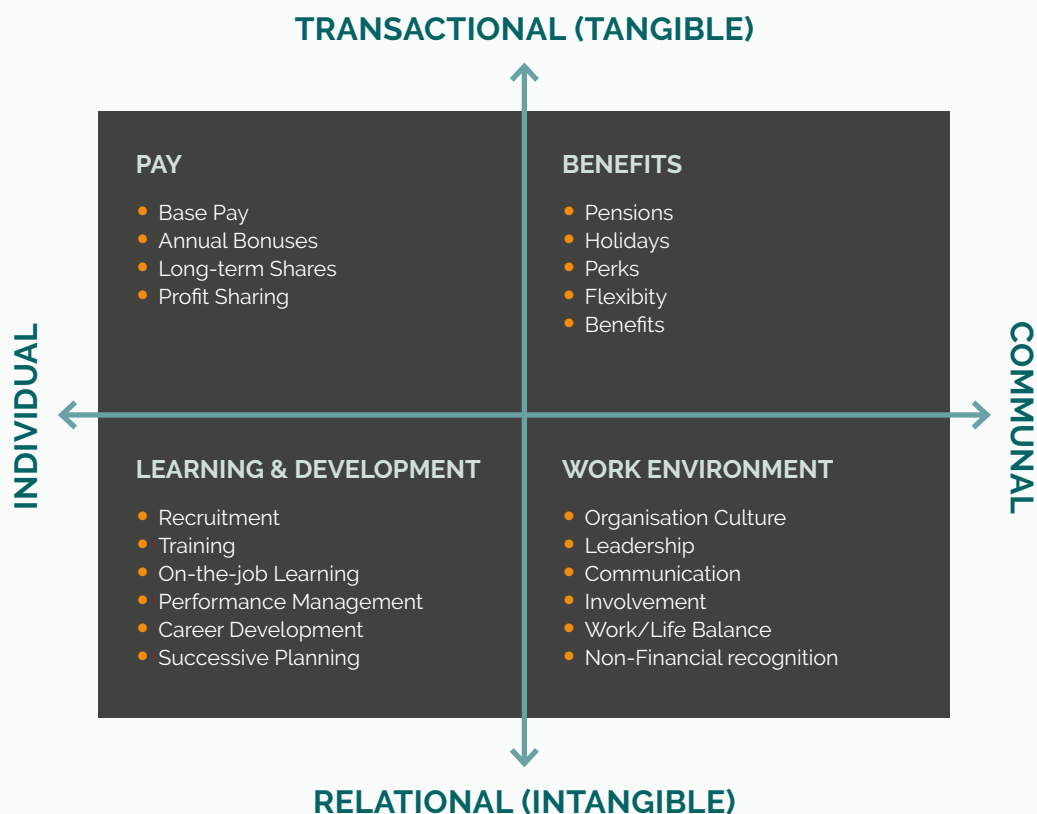 TRANSACTIONAL (TANGIBLE)
PAY
Base Pay
Annual Bonuses
Long-term Shares
Profit Sharing
BENEFITS
Pensions
Holidays
Perks
Flexibity
Benefits
INDIVIDUAL
COMMUNAL
LEARNING & DEVELOPMENT
Recruitment
Training
On-the-job Learning
Performance Management
Career Development
Successive Planning
WORK ENVIRONMENT
Organisation Culture
Leadership
Communication
Involvement
Work/Life Balance
Non-Financial recognition
RELATIONAL (INTANGIBLE)